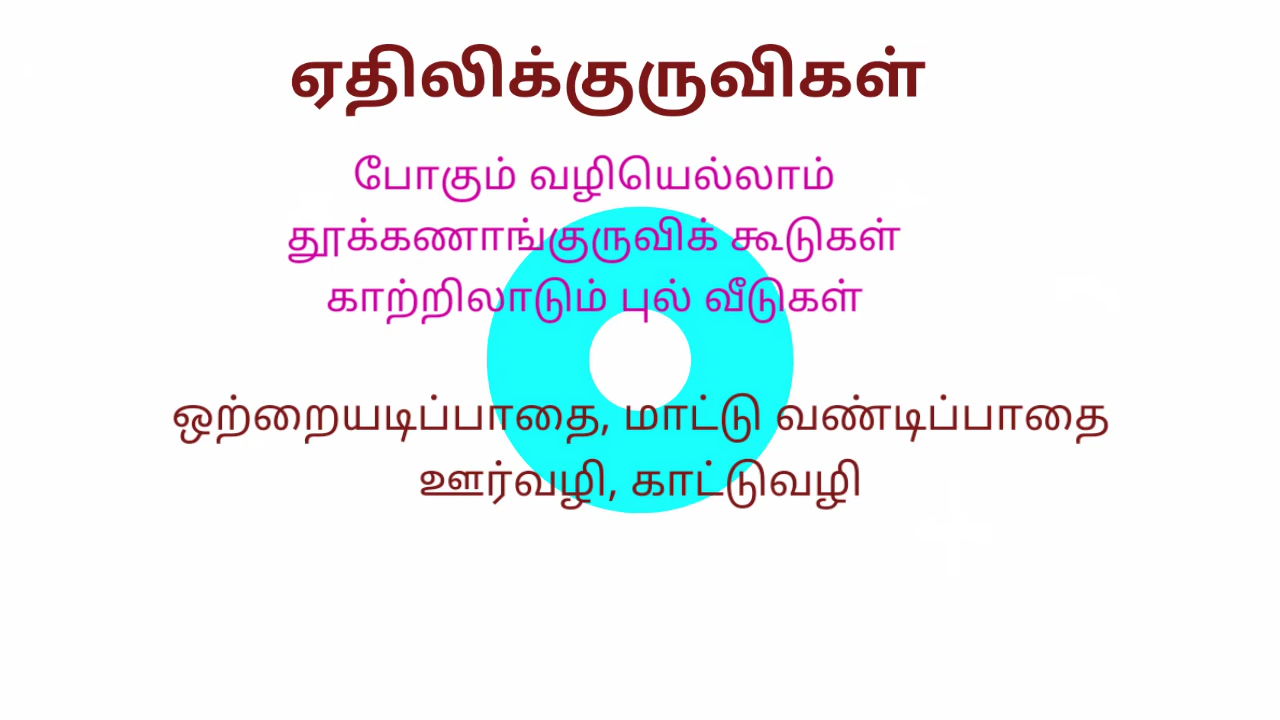 ஏதிலிக்குருவிகள்
போகும் வழியெல்லாம்
தூக்கணாங்குருவிக் கூடுகள்
காற்றிலாடும் புல் வீடுகள்
ஒற்றையடிப்பாதை, மாட்டு வண்டிப்பாதை
ஊர்வழி, காட்டுவழி